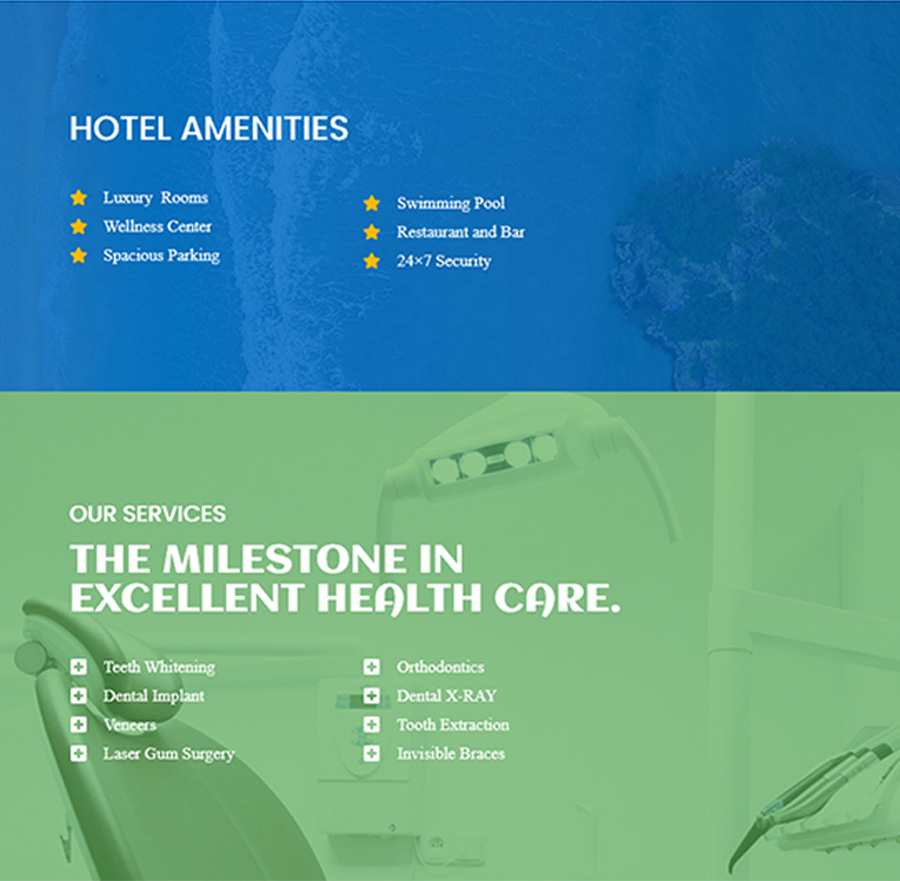 HOTEL AMENITIES
Luxury Rooms
Wellness Center
Spacious Parking
Swimming Pool
Restaurant and Bar
24×7 Security
OUR SERVICES
THE MILESTONE IN
EXCELLENT HEALTH CARE.
Teeth Whitening
Dental Implant
Veneers
Laser Gum Surgery
Orthodontics
Dental X-RAY
Tooth Extraction
Invisible Braces